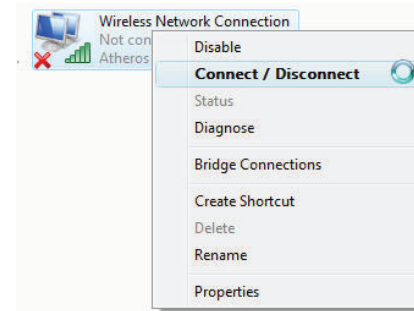 Wireless Network Connection
Not con
Atheros
Disable
Connect / Disconnect
Status
Diagnose
Bridge Connections
Create Shortcut
Delete
Rename
Properties